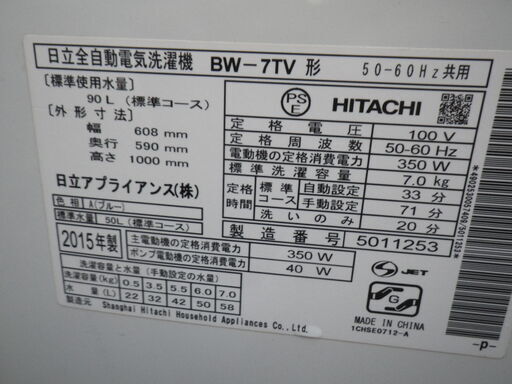 日立全自動電気洗濯機 BW-7TV 形 50-60Hz共用
〔標準使用水量〕
90L（標準コース）
〔外形寸法〕
幅 608 mm
奥行 590 mm
高さ 1000 mm
日立アプライアンス(株)
色相 A(ブルー)
標準水量 50L（標準コース）
PSE
HITACHI
定格電圧 100 V
定格周波数 50-60 Hz
電動機の定格消費電力 350 W
標準洗濯容量 7.0 kg
定格時間 標準コース 自動設定 33 分
手動設定 71 分
洗いのみ 20 分
製造番号 5011253
2015年製
主電動機の定格消費電力 350 W
ポンプ電動機の定格消費電力 40 W
洗濯容量と水量（手動設定の水量）
洗濯容量(kg) 0.5 3.5 5.5 6.0 7.0
水量(L) 22 32 42 50 58
製造元 Shanghai Hitachi Household Appliances Co.,Ltd.
S JET
G
MADE IN CHINA
1CHSE0712-A
-p-